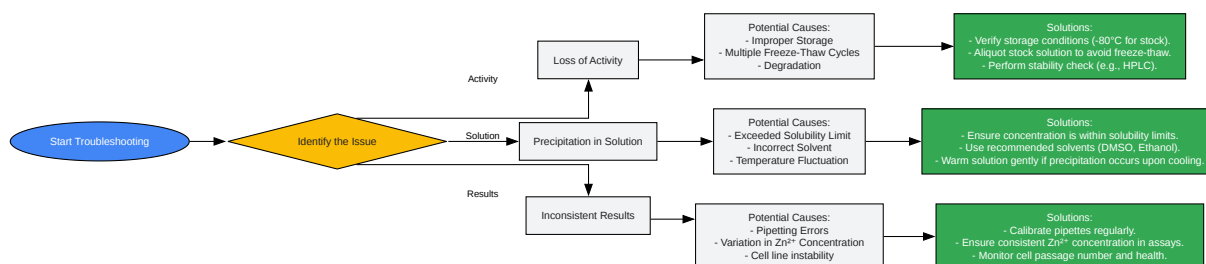 Start Troubleshooting
Identify the Issue
Activity
Loss of Activity
Potential Causes:
- Improper Storage
- Multiple Freeze-Thaw Cycles
- Degradation
Solutions:
- Verify storage conditions (-80°C for stock).
- Aliquot stock solution to avoid freeze-thaw.
- Perform stability check (e.g., HPLC).
Solution
Precipitation in Solution
Potential Causes:
- Exceeded Solubility Limit
- Incorrect Solvent
- Temperature Fluctuation
Solutions:
- Ensure concentration is within solubility limits.
- Use recommended solvents (DMSO, Ethanol).
- Warm solution gently if precipitation occurs upon cooling.
Results
Inconsistent Results
Potential Causes:
- Pipetting Errors
- Variation in Zn²⁺ Concentration
- Cell line instability
Solutions:
- Calibrate pipettes regularly.
- Ensure consistent Zn²⁺ concentration in assays.
- Monitor cell passage number and health.